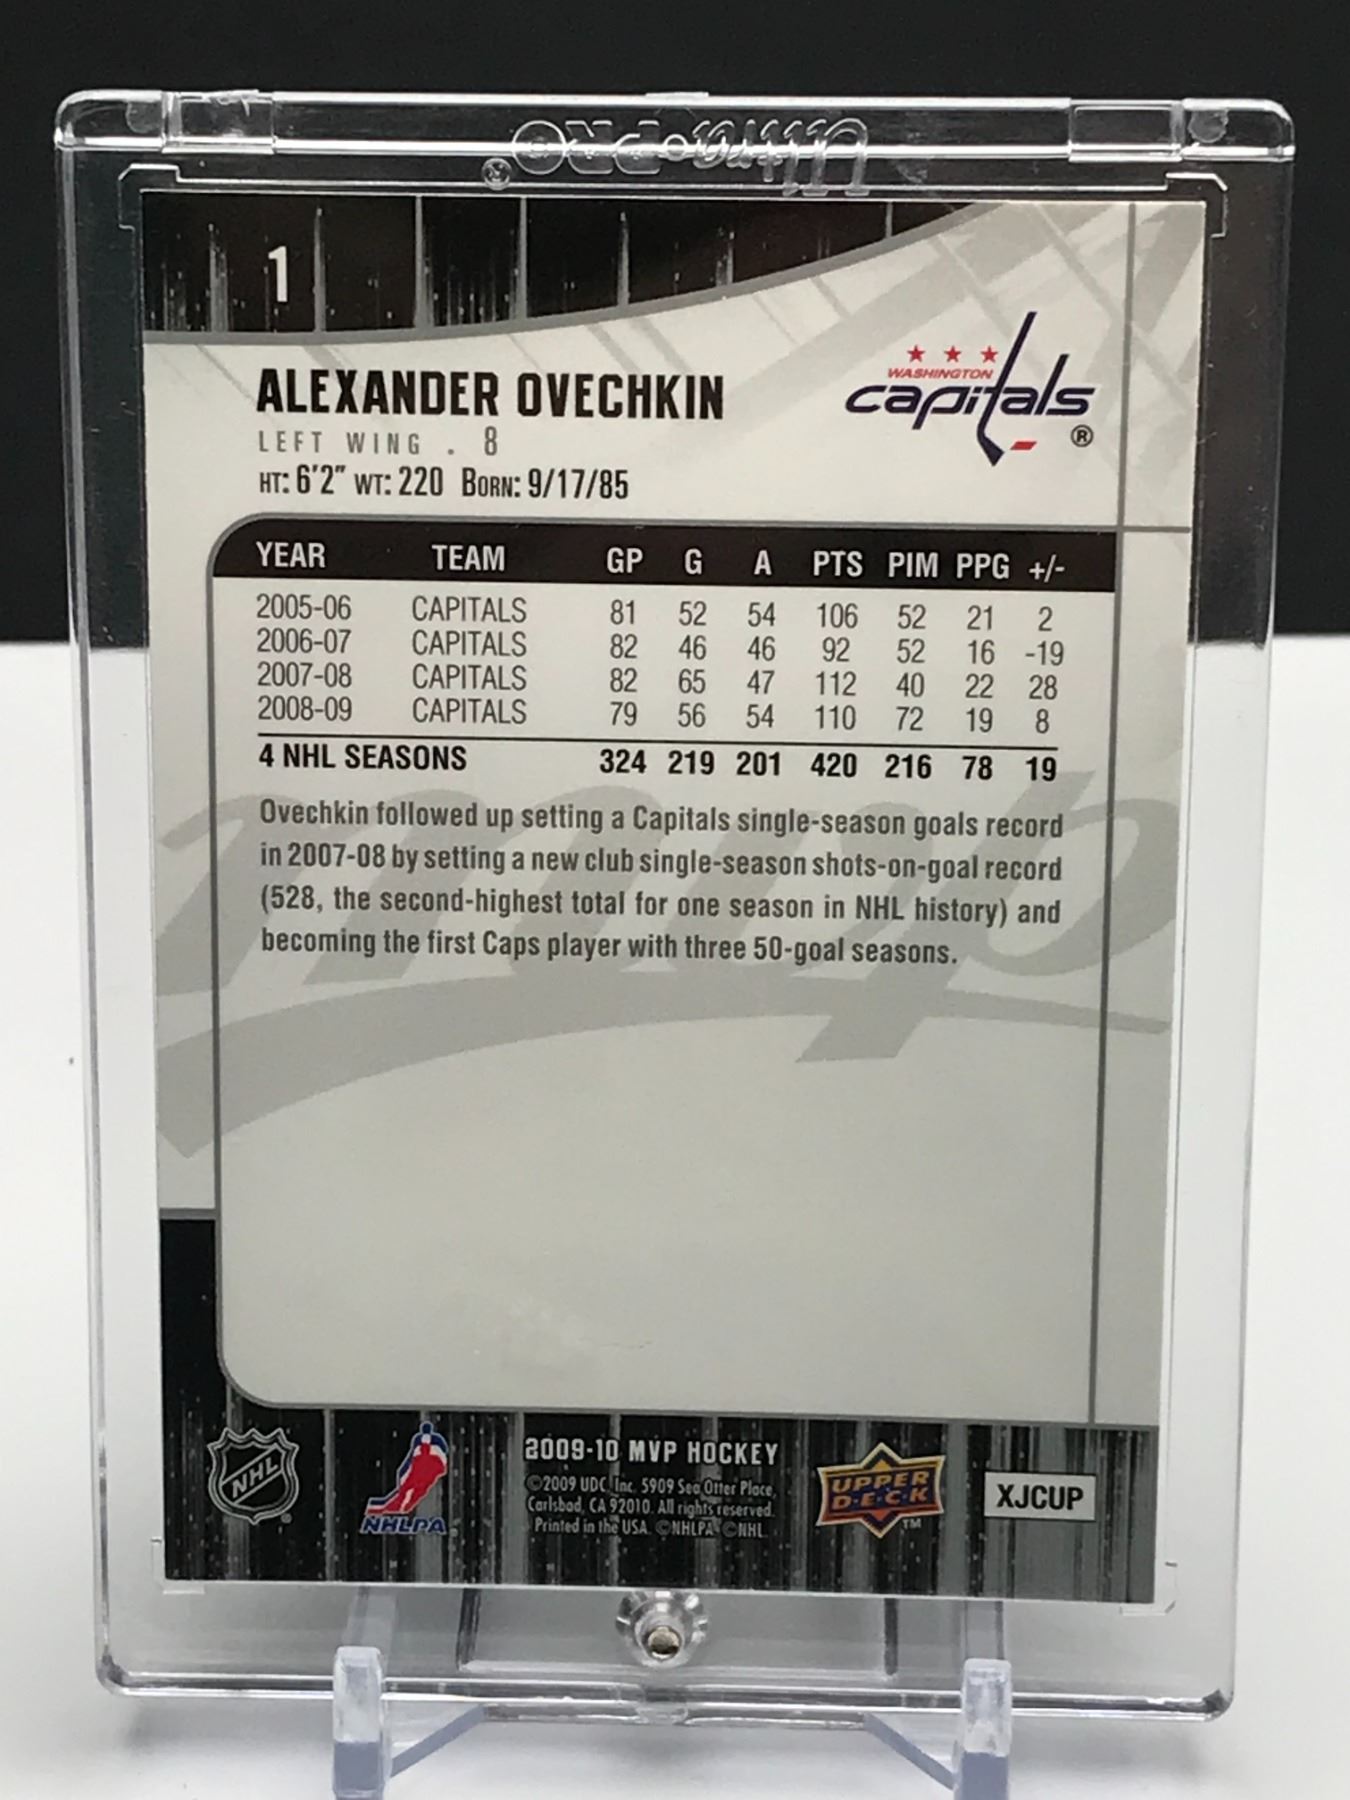 Ultra•PRO®
1
ALEXANDER OVECHKIN
LEFT WING . 8
HT: 6'2" WT: 220 BORN: 9/17/85
WASHINGTON
capitals®
YEAR TEAM GP G A PTS PIM PPG +/-
2005-06 CAPITALS 81 52 54 106 52 21 2
2006-07 CAPITALS 82 46 46 92 52 16 -19
2007-08 CAPITALS 82 65 47 112 40 22 28
2008-09 CAPITALS 79 56 54 110 72 19 8
4 NHL SEASONS 324 219 201 420 216 78 19
Ovechkin followed up setting a Capitals single-season goals record
in 2007-08 by setting a new club single-season shots-on-goal record
(528, the second-highest total for one season in NHL history) and
becoming the first Caps player with three 50-goal seasons.
mvp
NHL®
NHLPA
2009-10 MVP HOCKEY
©2009 UDC, Inc. 5909 Sea Otter Place,
Carlsbad, CA 92010. All rights reserved.
Printed in the USA. ©NHLPA ©NHL
UPPER
D·E·C·K
TM
XJCUP